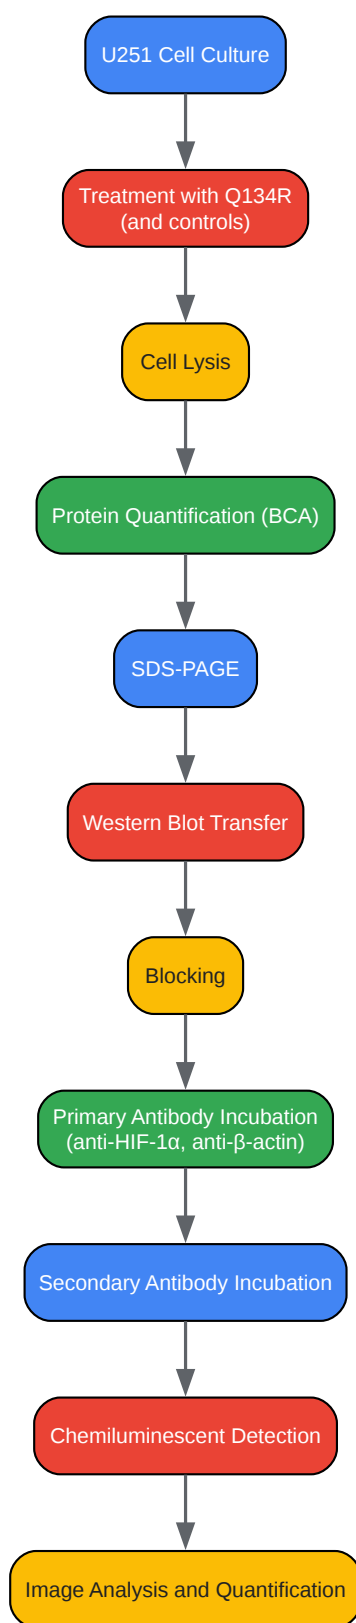 U251 Cell Culture
Treatment with Q134R
(and controls)
Cell Lysis
Protein Quantification (BCA)
SDS-PAGE
Western Blot Transfer
Blocking
Primary Antibody Incubation
(anti-HIF-1α, anti-β-actin)
Secondary Antibody Incubation
Chemiluminescent Detection
Image Analysis and Quantification